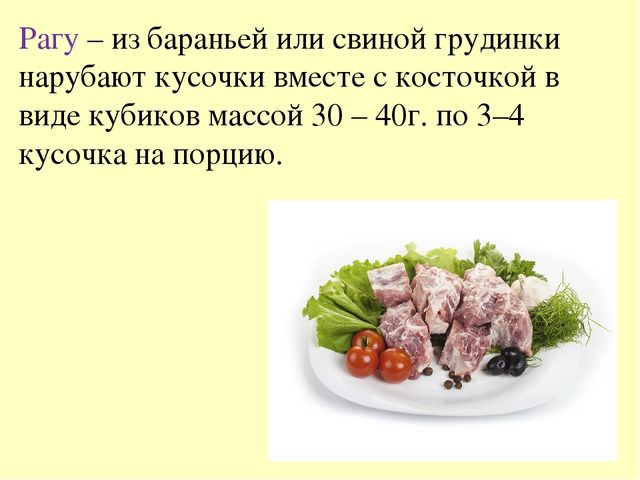 Рагу – из бараньей или свиной грудинки
нарубают кусочки вместе с косточкой в
виде кубиков массой 30 – 40г. по 3–4
кусочка на порцию.